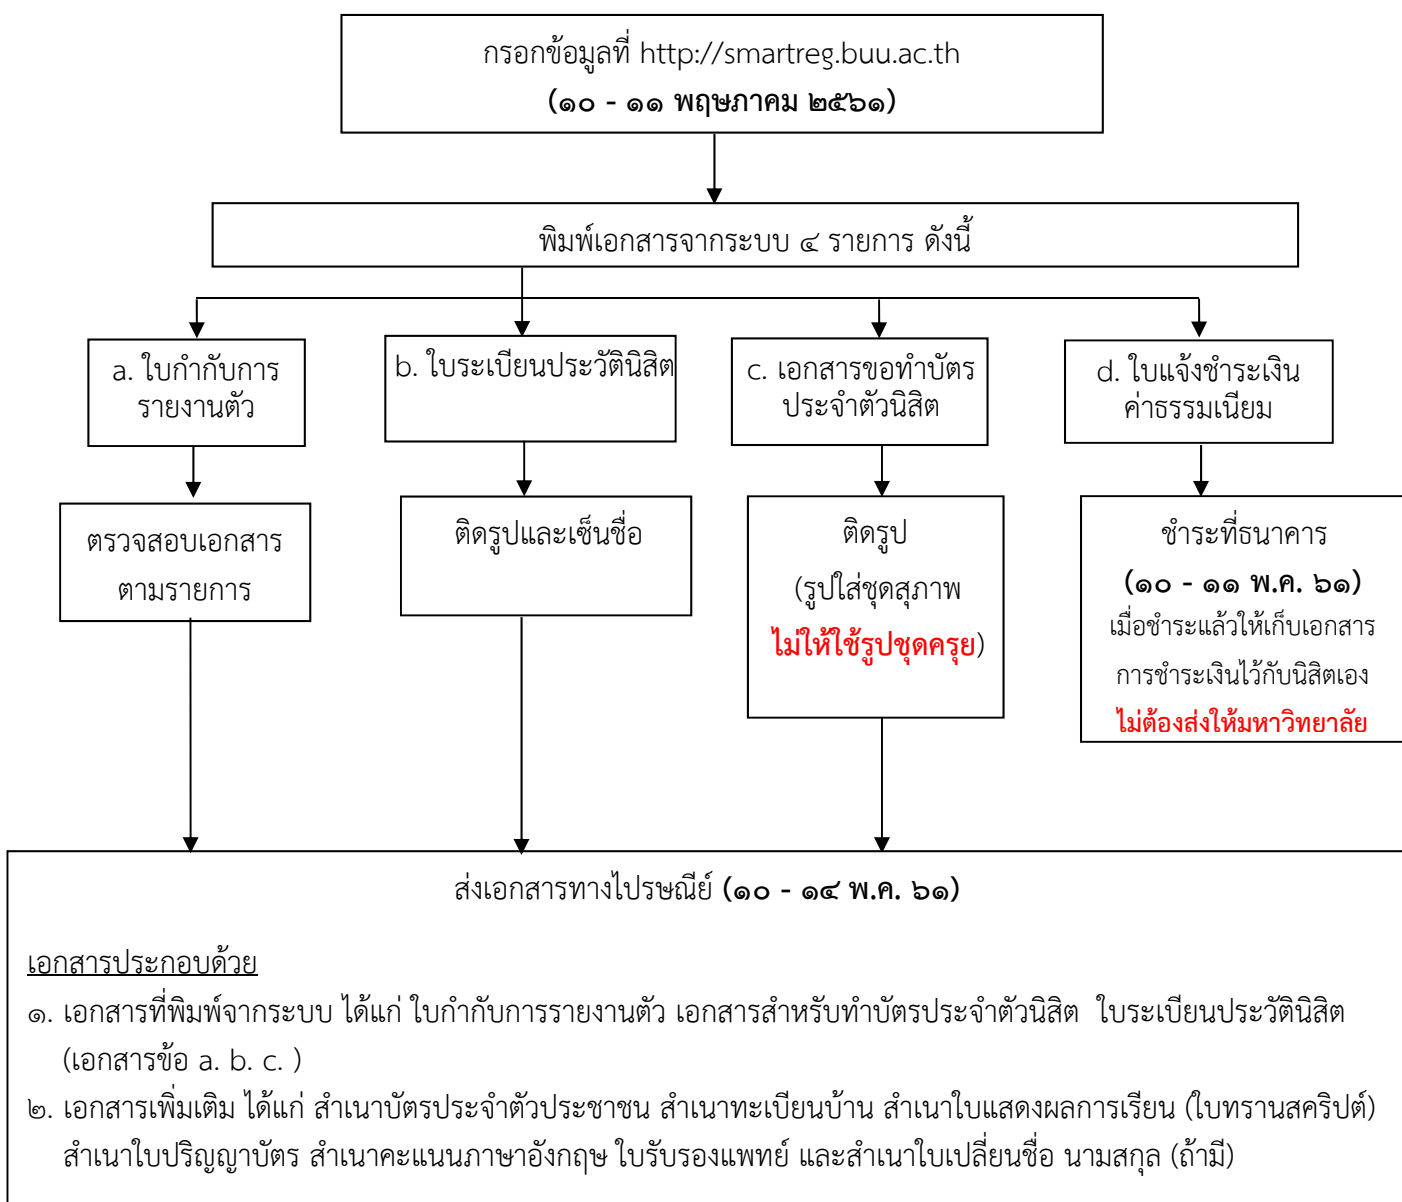 กรอกข้อมูลที่ http://smartreg.buu.ac.th
(๑๐ - ๑๑ พฤษภาคม ๒๕๖๑)
พิมพ์เอกสารจากระบบ ๔ รายการ ดังนี้
a. ใบกำกับการ
รายงานตัว
b. ใบระเบียนประวัตินิสิต
c. เอกสารขอทำบัตร
ประจำตัวนิสิต
d. ใบแจ้งชำระเงิน
ค่าธรรมเนียม
ตรวจสอบเอกสาร
ตามรายการ
ติดรูปและเซ็นชื่อ
ติดรูป
(รูปใส่ชุดสุภาพ
ไม่ให้ใช้รูปชุดครุย)
ชำระที่ธนาคาร
(๑๐ - ๑๑ พ.ค. ๖๑)
เมื่อชำระแล้วให้เก็บเอกสาร
การชำระเงินไว้กับนิสิตเอง
ไม่ต้องส่งให้มหาวิทยาลัย
ส่งเอกสารทางไปรษณีย์ (๑๐ - ๑๔ พ.ค. ๖๑)
เอกสารประกอบด้วย
๑. เอกสารที่พิมพ์จากระบบ ได้แก่ ใบกำกับการรายงานตัว เอกสารสำหรับทำบัตรประจำตัวนิสิต ใบระเบียนประวัตินิสิต
(เอกสารข้อ a. b. c. )
๒. เอกสารเพิ่มเติม ได้แก่ สำเนาบัตรประจำตัวประชาชน สำเนาทะเบียนบ้าน สำเนาใบแสดงผลการเรียน (ใบทรานสคริปต์)
สำเนาใบปริญญาบัตร สำเนาคะแนนภาษาอังกฤษ ใบรับรองแพทย์ และสำเนาใบเปลี่ยนชื่อ นามสกุล (ถ้ามี)